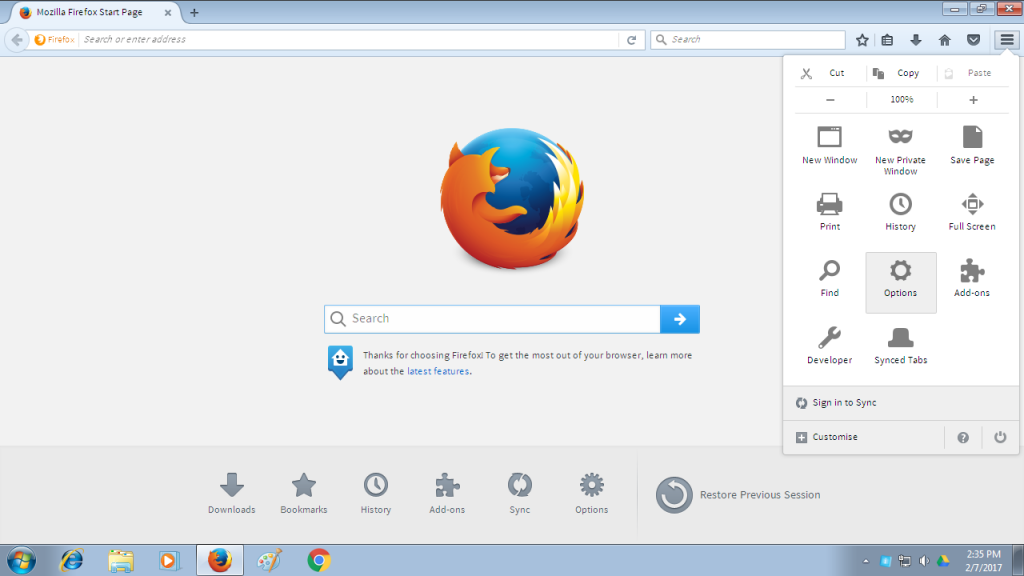 Mozilla Firefox Start Page
Firefox Search or enter address
Search
Cut Copy Paste
100%
New Window New Private Window Save Page
Print History Full Screen
Find Options Add-ons
Developer Synced Tabs
Sign in to Sync
Customise
Search
Thanks for choosing Firefox! To get the most out of your browser, learn more
about the latest features.
Downloads Bookmarks History Add-ons Sync Options Restore Previous Session
2:35 PM
2/7/2017